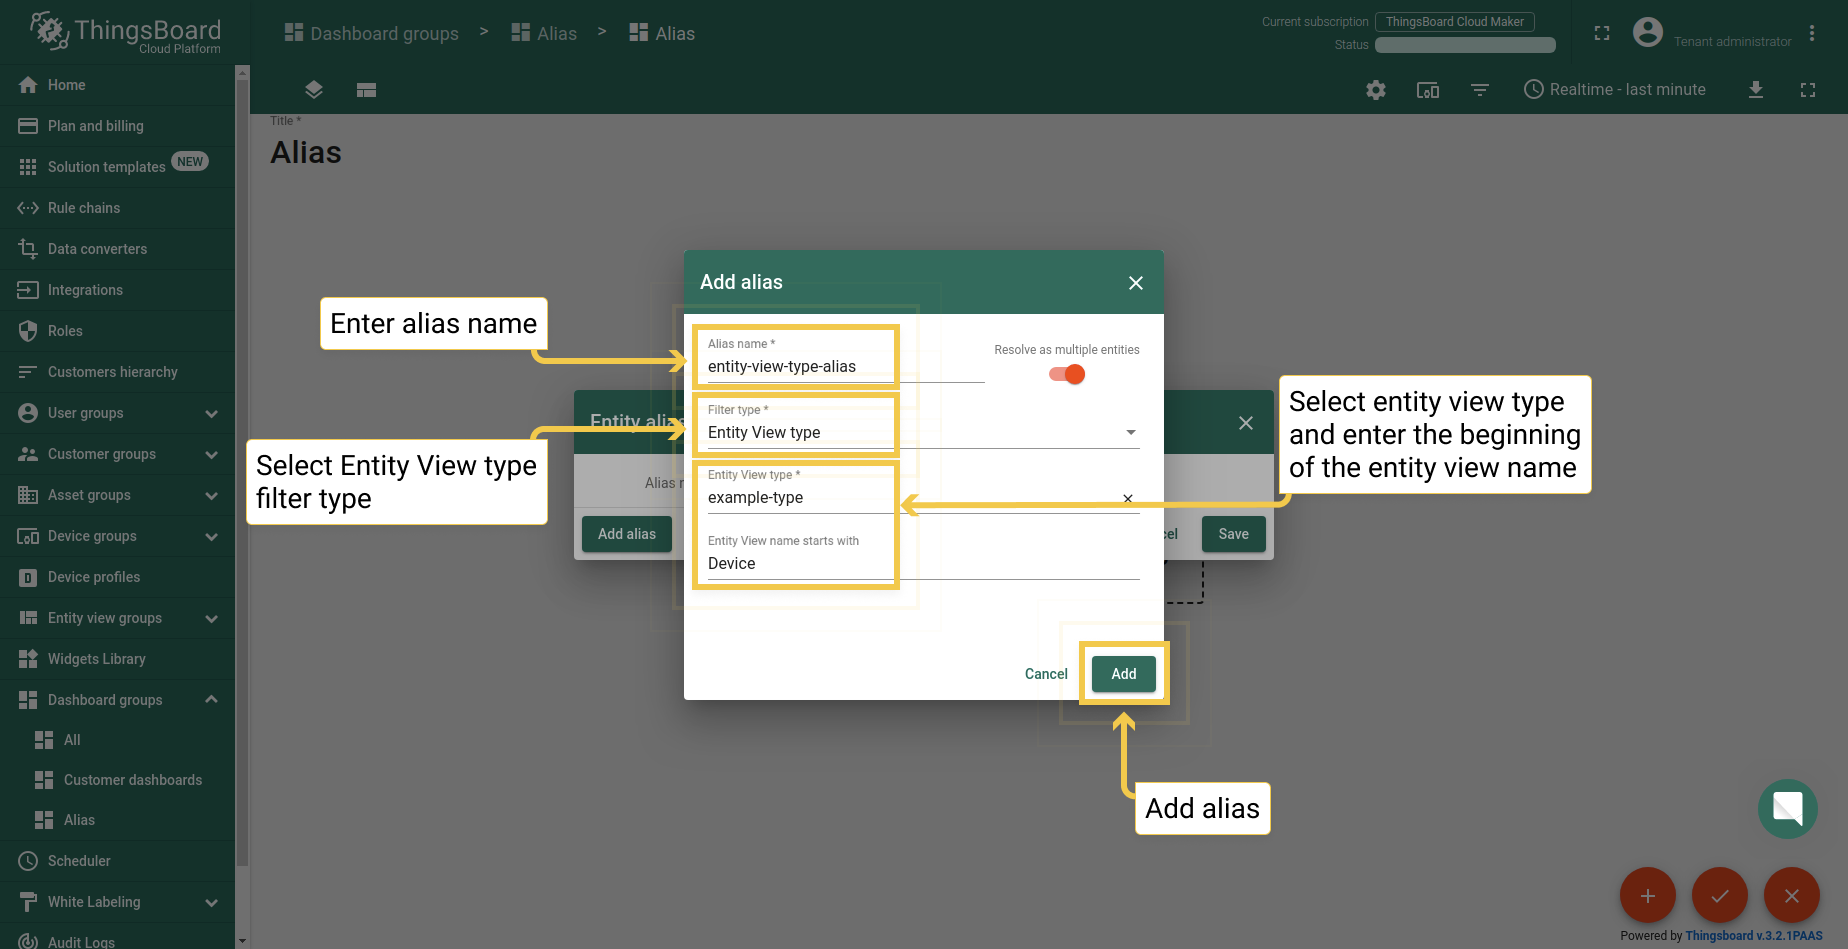 ThingsBoard
Cloud Platform
Dashboard groups > Alias > Alias
Current subscription ThingsBoard Cloud Maker
Status
Tenant administrator
Realtime - last minute
Home
Plan and billing
Solution templates NEW
Rule chains
Data converters
Integrations
Roles
Customers hierarchy
User groups
Customer groups
Asset groups
Device groups
Device profiles
Entity view groups
Widgets Library
Dashboard groups
All
Customer dashboards
Alias
Scheduler
White Labeling
Audit Logs
Title *
Alias
Add alias
Enter alias name
Alias name *
entity-view-type-alias
Resolve as multiple entities
Filter type *
Entity View type
Select Entity View type
filter type
Entity View type *
example-type
Select entity view type
and enter the beginning
of the entity view name
Entity View name starts with
Device
Entity alia
Alias n
Add alias
cel
Save
Cancel
Add
Add alias
Powered by Thingsboard v.3.2.1PAAS